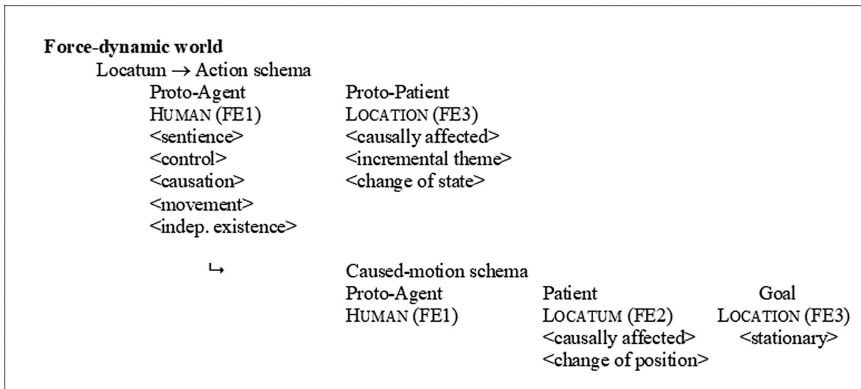 Force-dynamic world
Locatum → Action schema
Proto-Agent Proto-Patient
HUMAN (FE1) LOCATION (FE3)
<sentience> <causally affected>
<control> <incremental theme>
<causation> <change of state>
<movement>
<indep. existence>
↳ Caused-motion schema
Proto-Agent Patient Goal
HUMAN (FE1) LOCATUM (FE2) LOCATION (FE3)
<causally affected> <stationary>
<change of position>